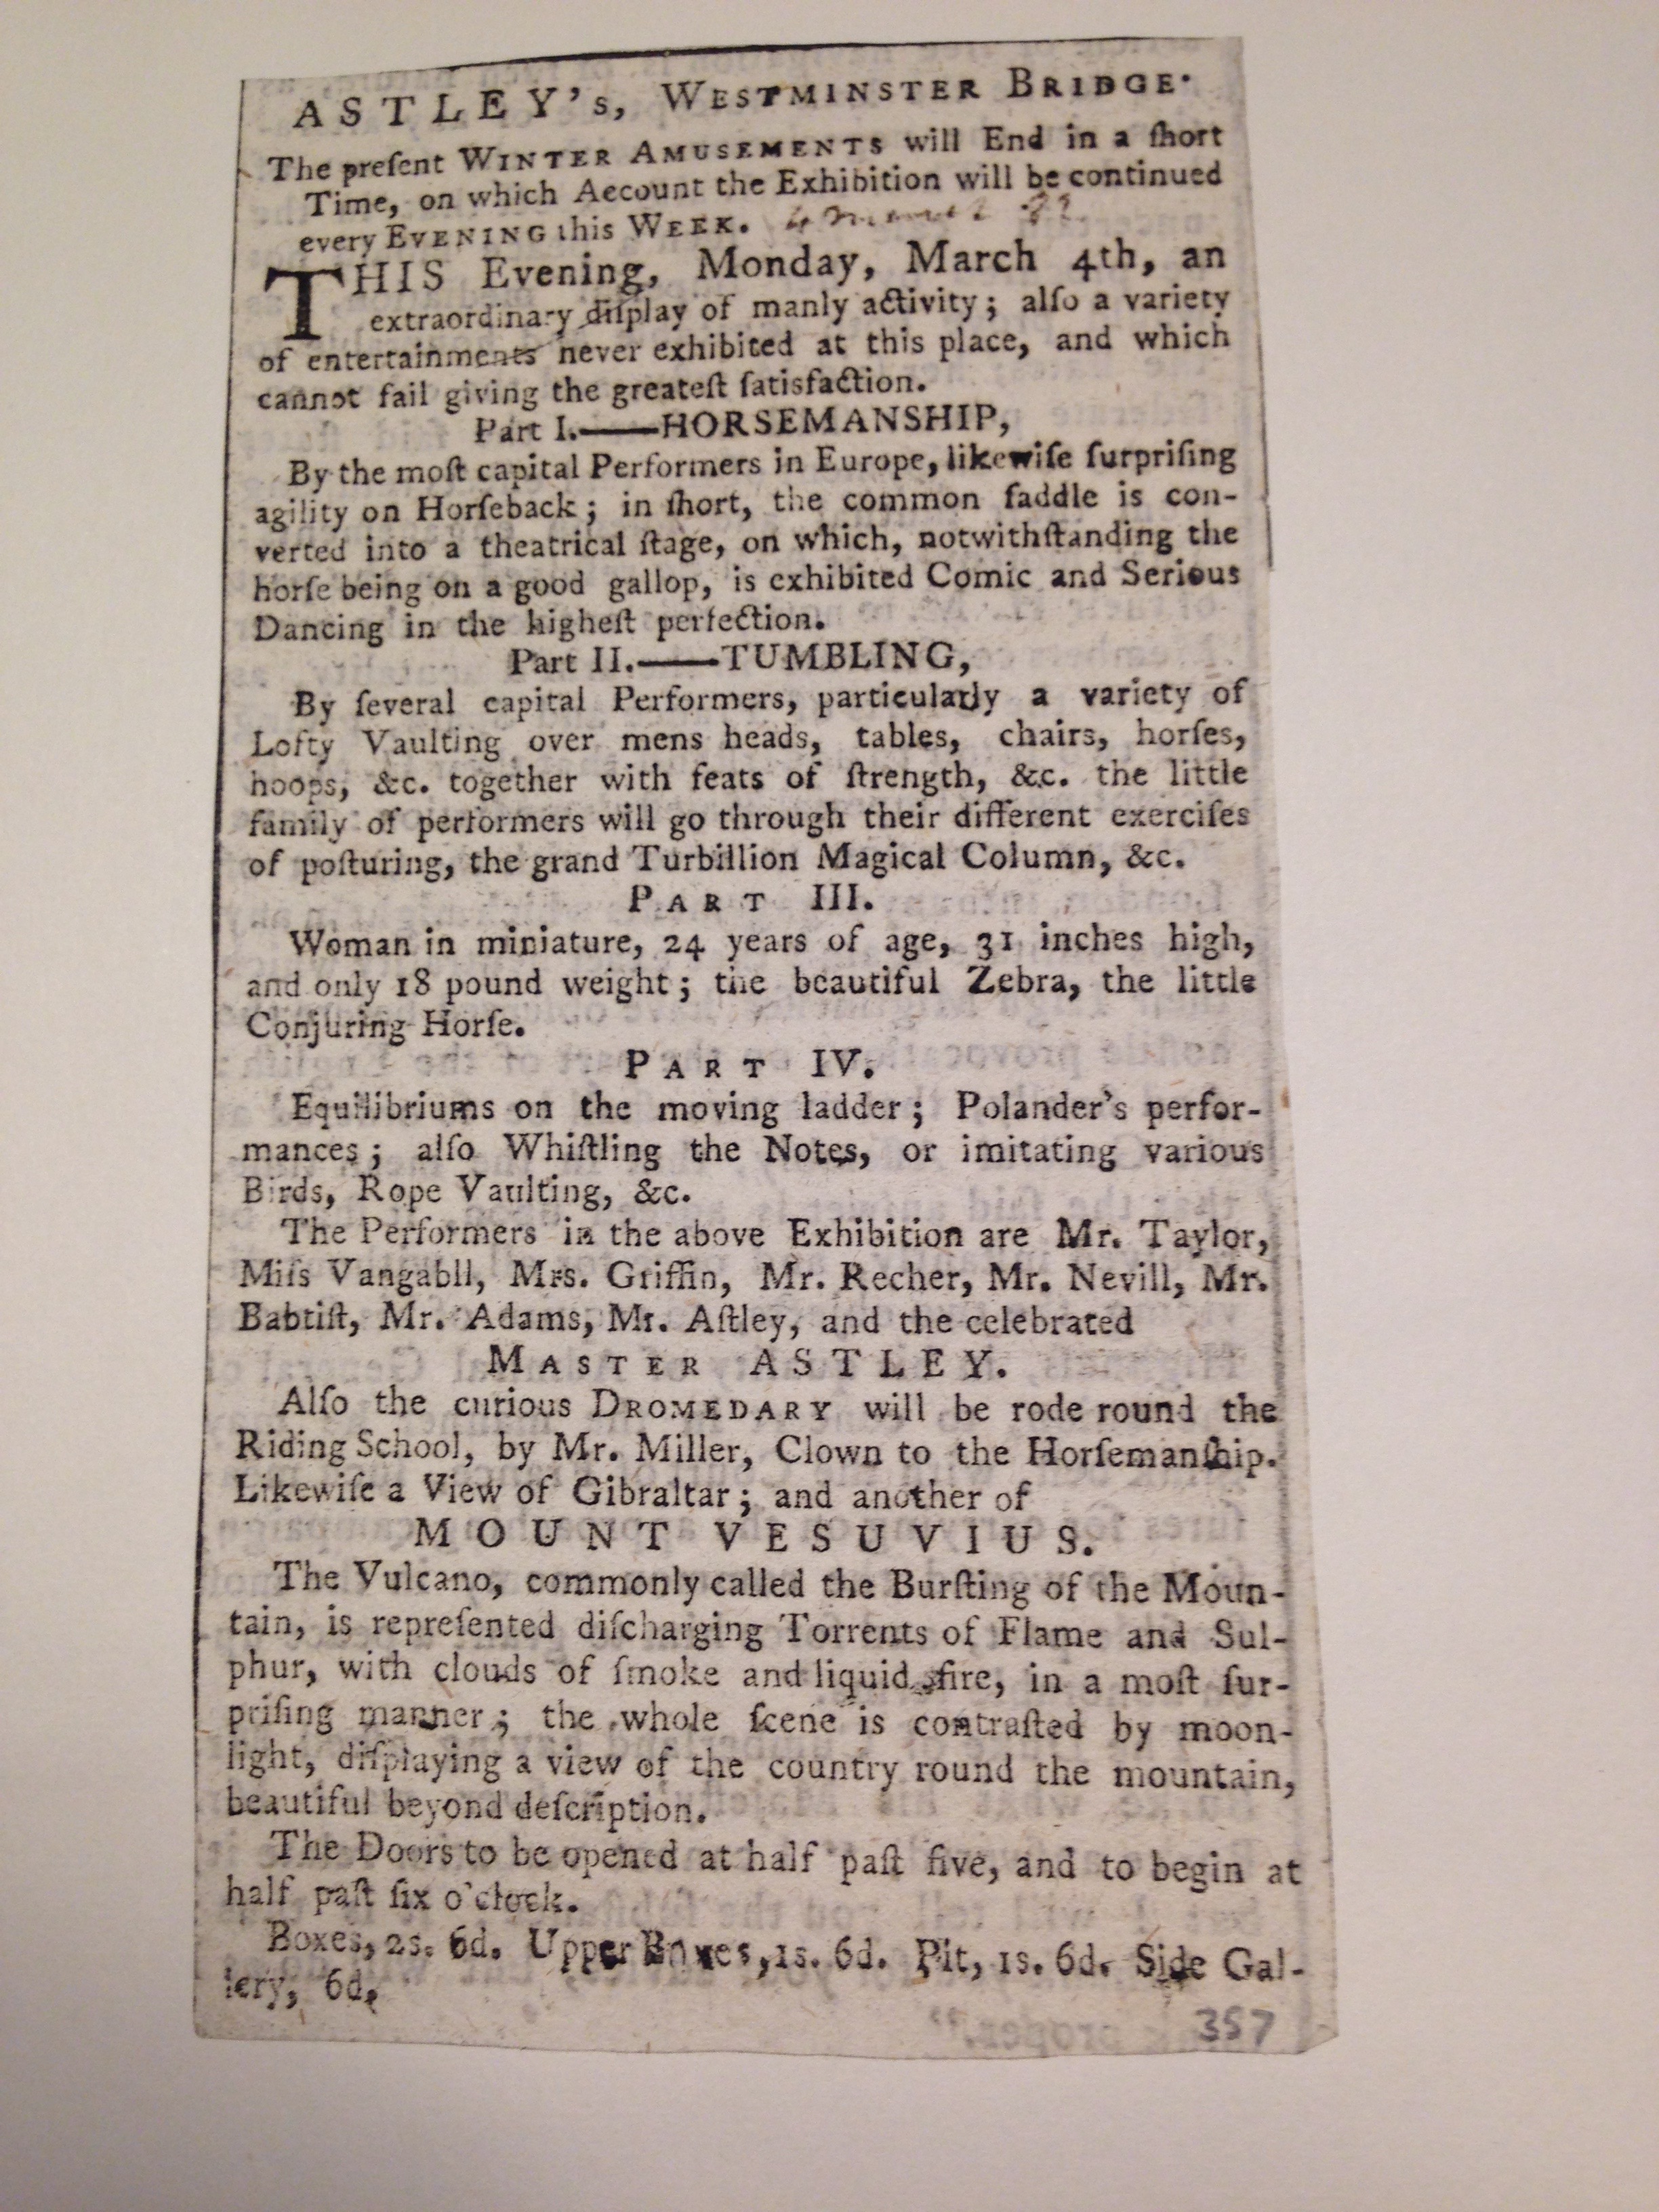 ASTLEY's, WESTMINSTER BRIDGE.
The preſent WINTER AMUSEMENTS will End in a ſhort
Time, on which Account the Exhibition will be continued
every EVENING this WEEK. 4
THIS Evening, Monday, March 4th, an
extraordinary diſplay of manly activity; alſo a variety
of entertainments never exhibited at this place, and which
cannot fail giving the greateſt ſatisfaction.
Part I.——HORSEMANSHIP,
By the moſt capital Performers in Europe, likewiſe ſurpriſing
agility on Horſeback; in ſhort, the common ſaddle is con-
verted into a theatrical ſtage, on which, notwithſtanding the
horſe being on a good gallop, is exhibited Comic and Serious
Dancing in the higheſt perfection.
Part II.——TUMBLING,
By ſeveral capital Performers, particularly a variety of
Lofty Vaulting over mens heads, tables, chairs, horſes,
hoops, &c. together with feats of ſtrength, &c. the little
family of performers will go through their different exerciſes
of poſturing, the grand Turbillion Magical Column, &c.
PART III.
Woman in miniature, 24 years of age, 31 inches high,
and only 18 pound weight; the beautiful Zebra, the little
Conjuring Horſe.
PART IV.
Equilibriums on the moving ladder; Polander's perfor-
mances; alſo Whiſtling the Notes, or imitating various
Birds, Rope Vaulting, &c.
The Performers in the above Exhibition are Mr. Taylor,
Miſs Vangabll, Mrs. Griffin, Mr. Recher, Mr. Nevill, Mr.
Babtiſt, Mr. Adams, Mr. Aſtley, and the celebrated
MASTER ASTLEY.
Alſo the curious DROMEDARY will be rode round the
Riding School, by Mr. Miller, Clown to the Horſemanſhip.
Likewiſe a View of Gibraltar; and another of
MOUNT VESUVIUS.
The Vulcano, commonly called the Burſting of the Moun-
tain, is repreſented diſcharging Torrents of Flame and Sul-
phur, with clouds of ſmoke and liquid fire, in a moſt ſur-
priſing manner; the whole ſcene is contraſted by moon-
light, diſplaying a view of the country round the mountain,
beautiful beyond deſcription.
The Doors to be opened at half paſt five, and to begin at
half paſt ſix o'clock.
Boxes, 2s. 6d. Upper Boxes, 1s. 6d. Pit, 1s. 6d. Side Gal-
lery, 6d.
357